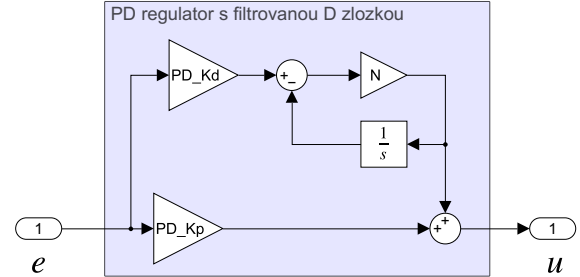 PD regulator s filtrovanou D zlozkou
PD_Kd
+
−
N
1
s
PD_Kp
+
+
1
e
1
u